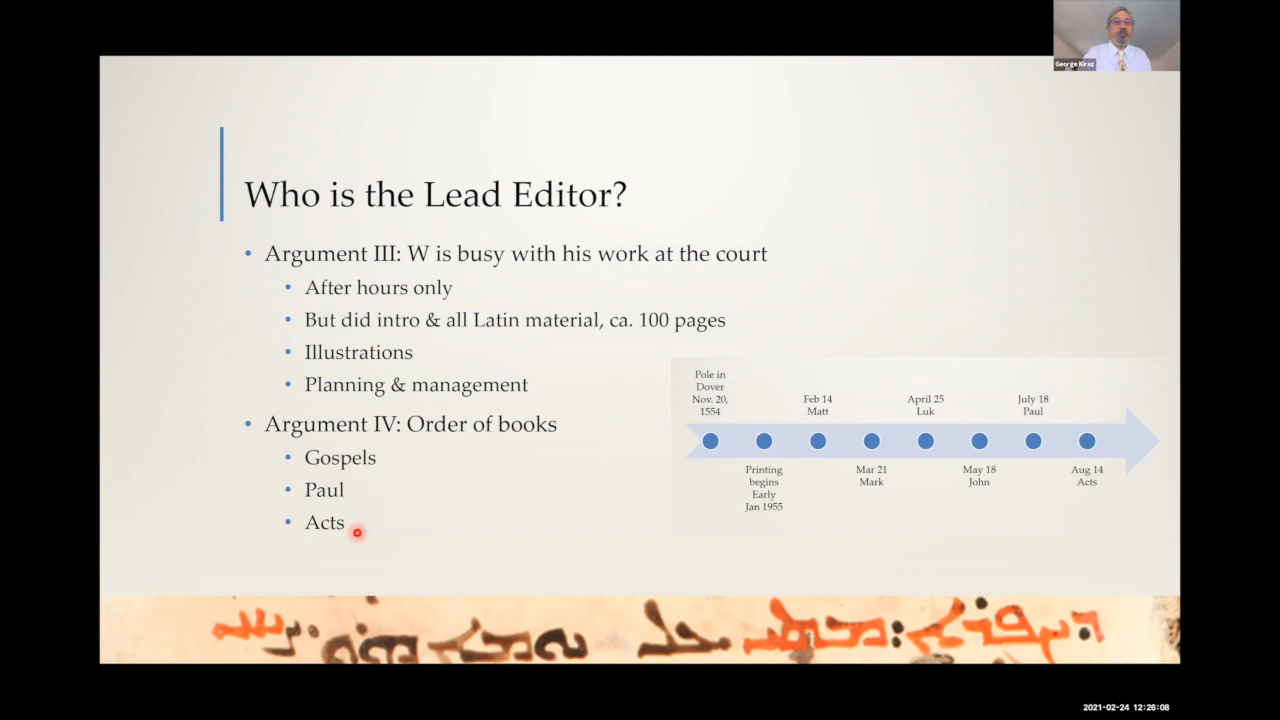 George Kiraz
Who is the Lead Editor?
• Argument III: W is busy with his work at the court
• After hours only
• But did intro & all Latin material, ca. 100 pages
• Illustrations
• Planning & management
• Argument IV: Order of books
• Gospels
• Paul
• Acts
Pole in
Dover
Nov. 20,
1554
Printing
begins
Early
Jan 1955
Feb 14
Matt
Mar 21
Mark
April 25
Luk
May 18
John
July 18
Paul
Aug 14
Acts
2021-02-24 12:26:08